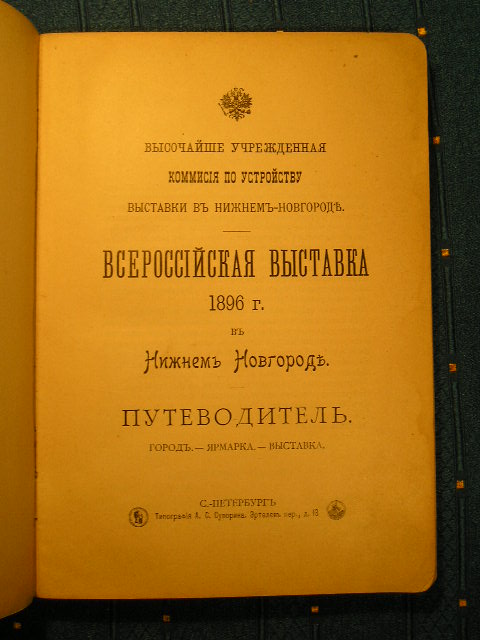 ВЫСОЧАЙШЕ УЧРЕЖДЕННАЯ
КОММИСІЯ ПО УСТРОЙСТВУ
ВЫСТАВКИ ВЪ НИЖНЕМЪ-НОВГОРОДѢ.
ВСЕРОССІЙСКАЯ ВЫСТАВКА
1896 г.
ВЪ
Нижнемъ Новгородѣ.
ПУТЕВОДИТЕЛЬ.
ГОРОДЪ. — ЯРМАРКА. — ВЫСТАВКА.
С.-ПЕТЕРБУРГЪ
Типографія А. С. Суворина. Эртелевъ пер., д. 13